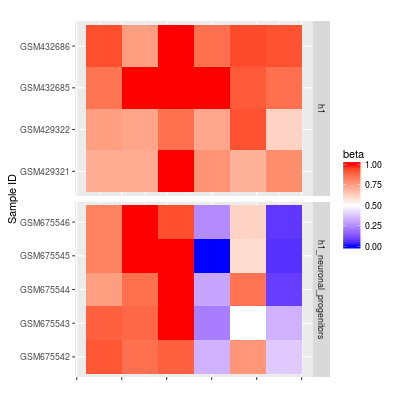 Sample ID
GSM432686
GSM432685
GSM429322
GSM429321
h1
GSM675546
GSM675545
GSM675544
GSM675543
GSM675542
h1_neuronal_progenitors
beta
1.00
0.75
0.50
0.25
0.00